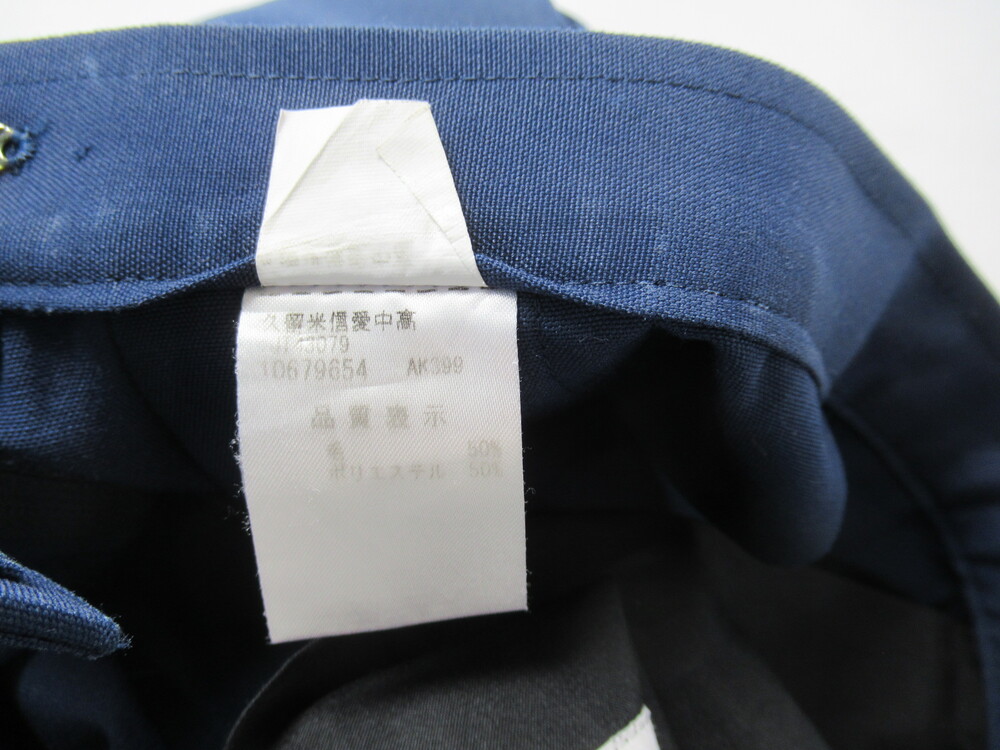 久留米信愛中高
10679654 AK399
品質表示
毛 50%
ポリエステル 50%